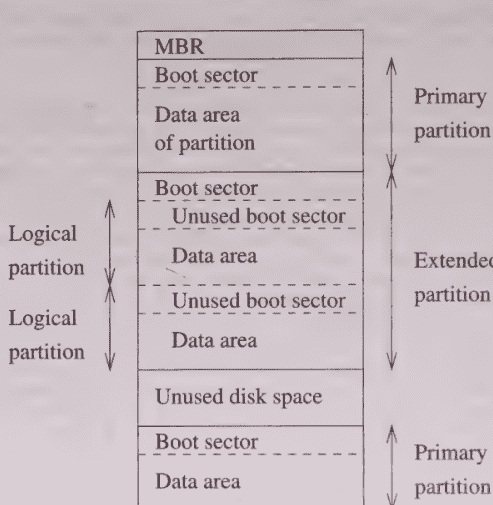 MBR
Boot sector
Data area
of partition
Primary
partition
Boot sector
Unused boot sector
Data area
Unused boot sector
Data area
Logical
partition
Logical
partition
Extended
partition
Unused disk space
Boot sector
Data area
Primary
partition